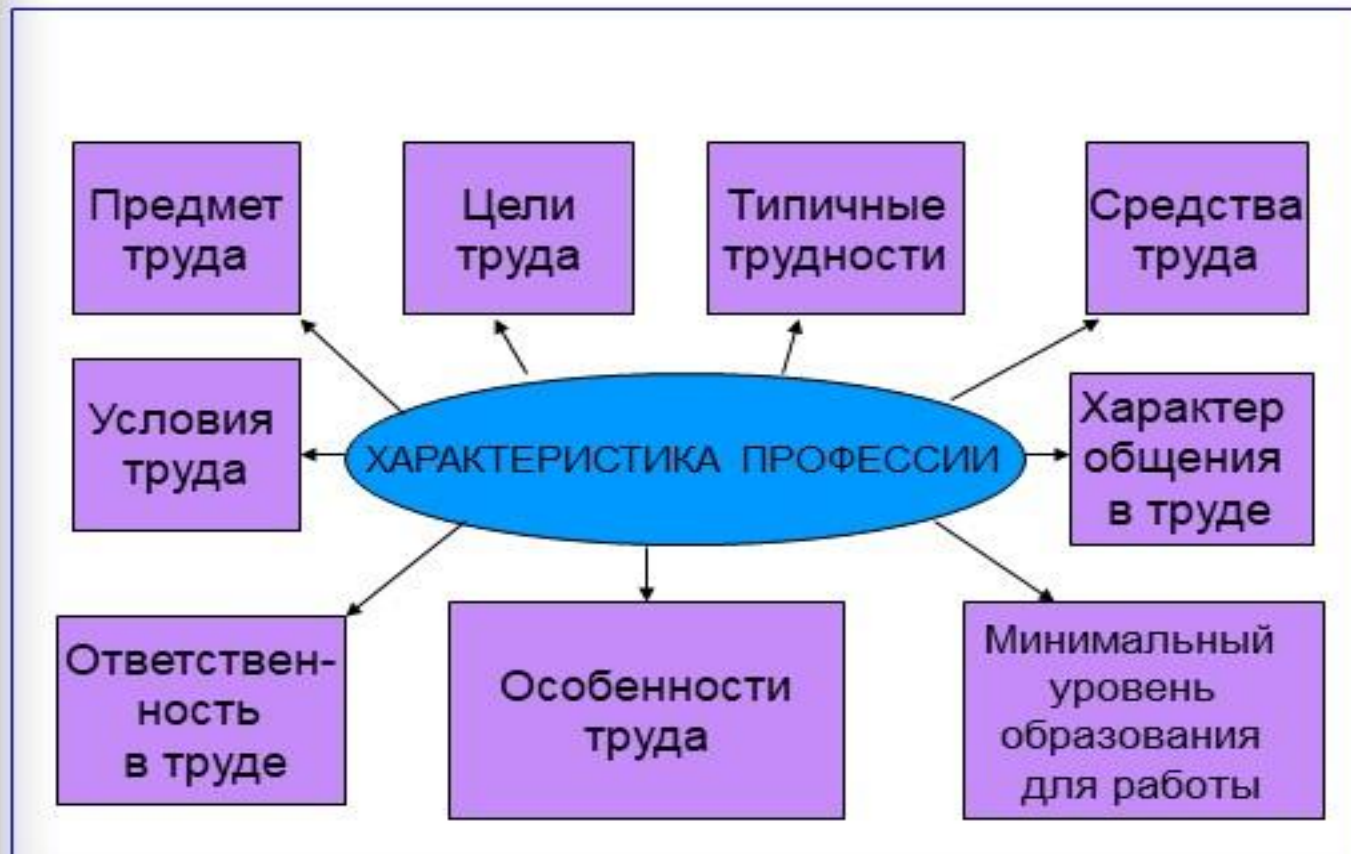 Предмет
труда
Цели
труда
Типичные
трудности
Средства
труда
Условия
труда
ХАРАКТЕРИСТИКА ПРОФЕССИИ
Характер
общения
в труде
Ответствен-
ность
в труде
Особенности
труда
Минимальный
уровень
образования
для работы